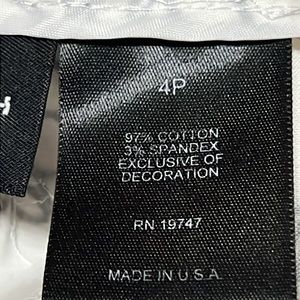 4P
97% COTTON
3% SPANDEX
EXCLUSIVE OF
DECORATION
RN 19747
MADE IN U.S.A.